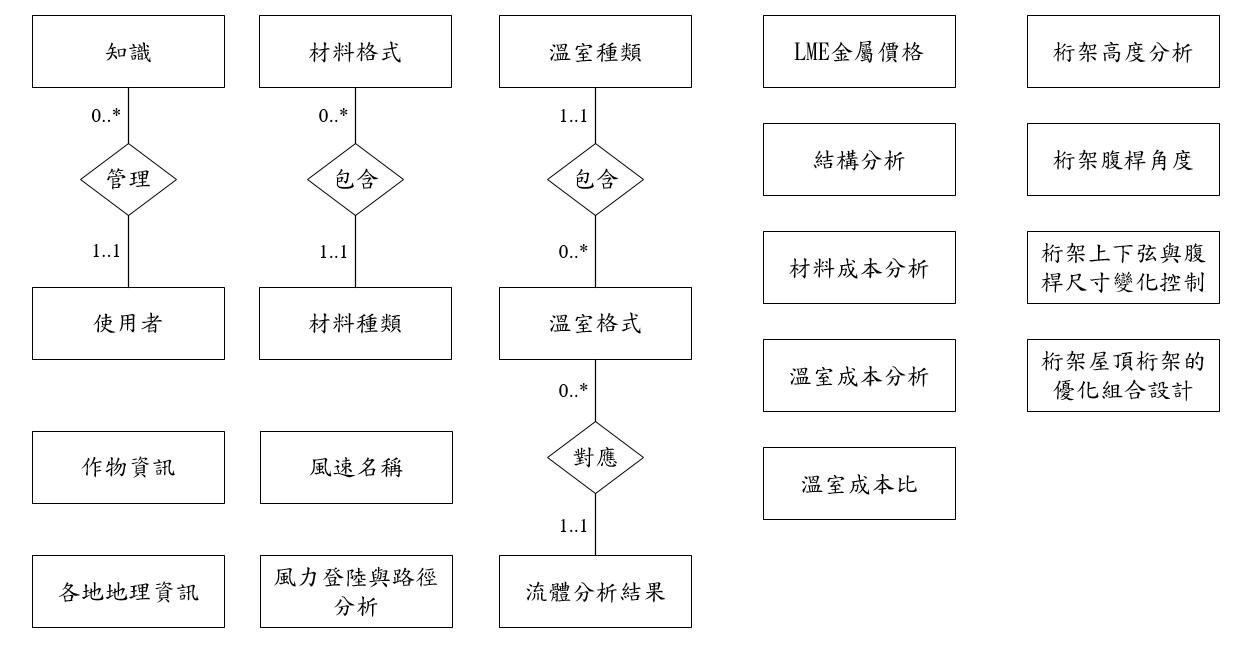 知識
0..*
管理
1..1
使用者
材料格式
0..*
包含
1..1
材料種類
溫室種類
1..1
包含
0..*
溫室格式
0..*
對應
1..1
流體分析結果
作物資訊
各地地理資訊
風速名稱
風力登陸與路徑
分析
LME金屬價格
結構分析
材料成本分析
溫室成本分析
溫室成本比
桁架高度分析
桁架腹桿角度
桁架上下弦與腹
桿尺寸變化控制
桁架屋頂桁架的
優化組合設計